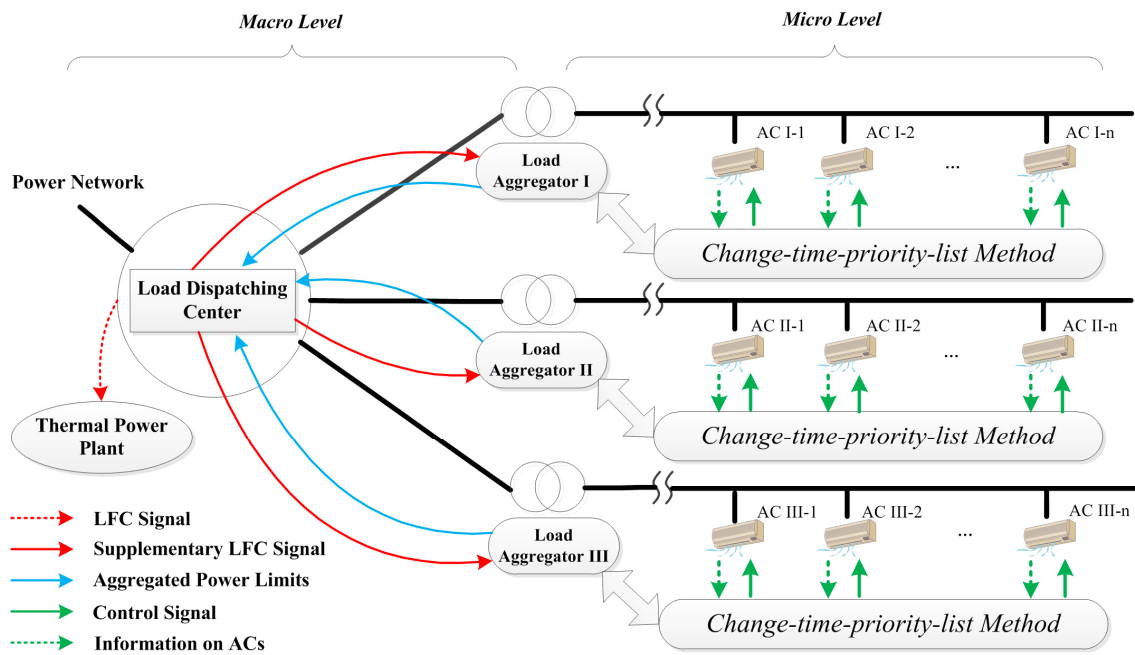 Macro Level
Micro Level
Power Network
Load Dispatching
Center
Thermal Power
Plant
Load
Aggregator I
AC I-1
AC I-2
...
AC I-n
Change-time-priority-list Method
Load
Aggregator II
AC II-1
AC II-2
...
AC II-n
Change-time-priority-list Method
Load
Aggregator III
AC III-1
AC III-2
...
AC III-n
Change-time-priority-list Method
LFC Signal
Supplementary LFC Signal
Aggregated Power Limits
Control Signal
Information on ACs